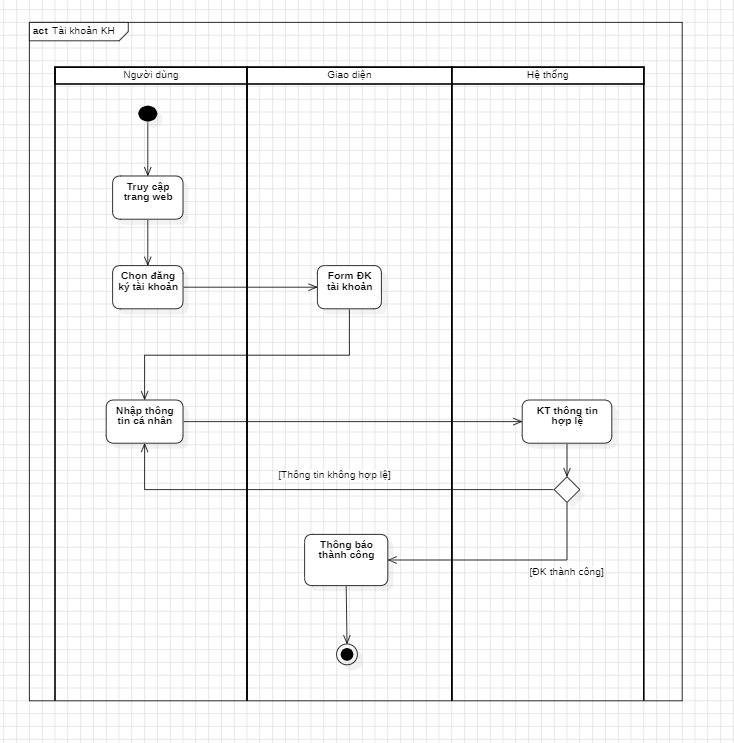 act Tài khoản KH
Người dùng
Giao diện
Hệ thống
Truy cập
trang web
Chọn đăng
ký tài khoản
Form ĐK
tài khoản
Nhập thông
tin cá nhân
KT thông tin
hợp lệ
[Thông tin không hợp lệ]
Thông báo
thành công
[ĐK thành công]